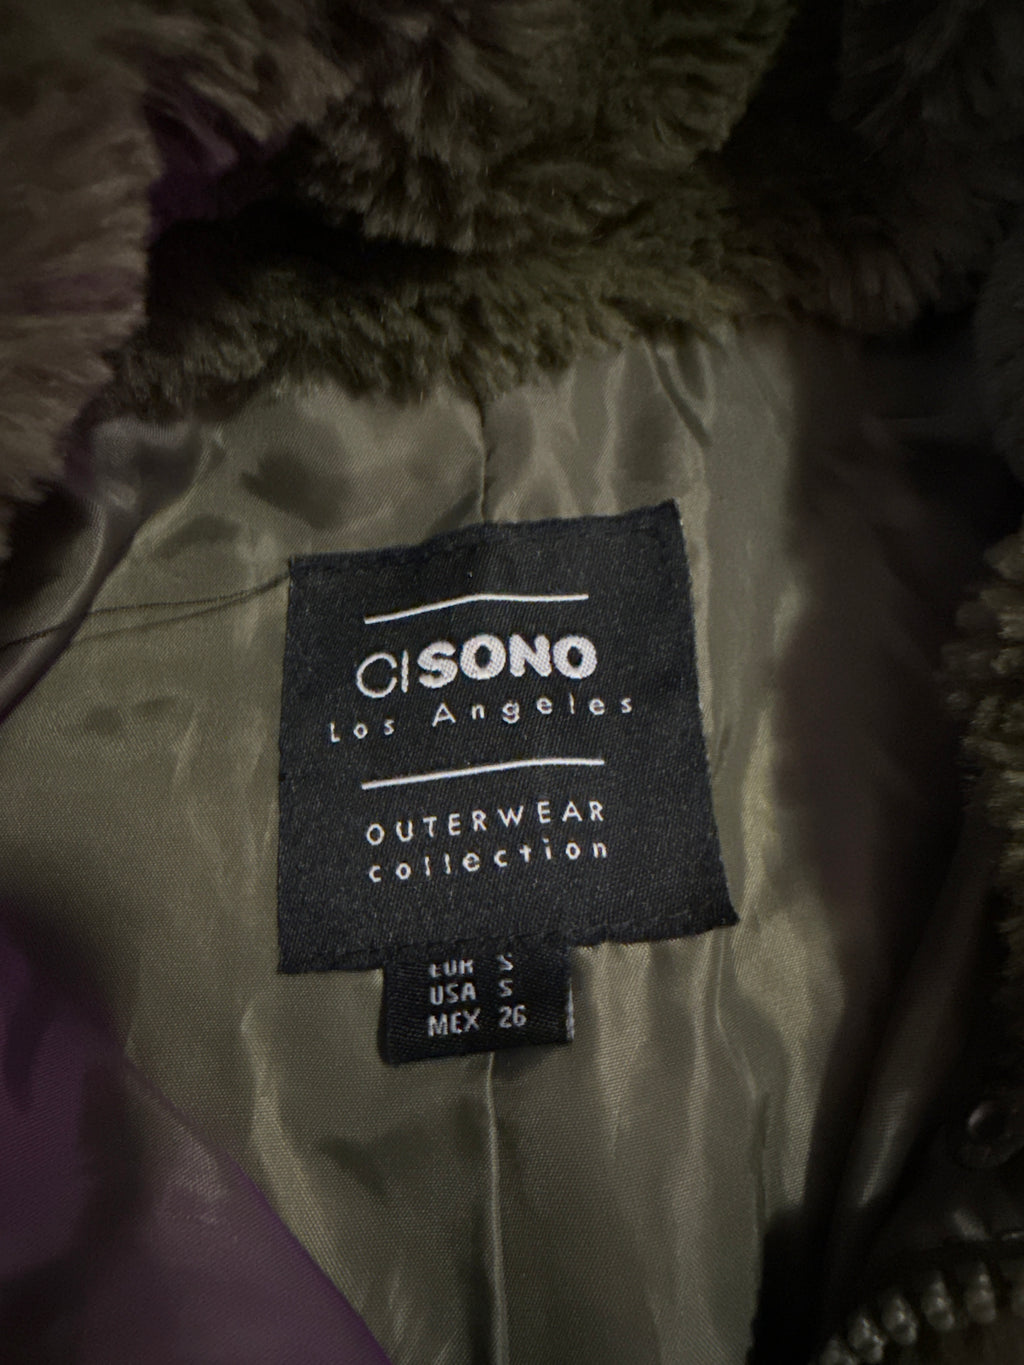 CISONO
Los Angeles
OUTERWEAR
collection
EUR S
USA S
MEX 26